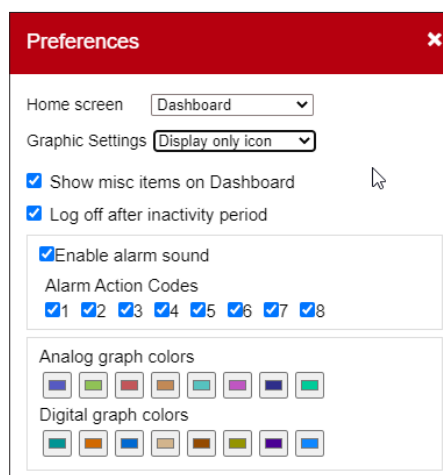 Preferences
Home screen Dashboard
Graphic Settings Display only icon
Show misc items on Dashboard
Log off after inactivity period
Enable alarm sound
Alarm Action Codes
1 2 3 4 5 6 7 8
Analog graph colors
Digital graph colors